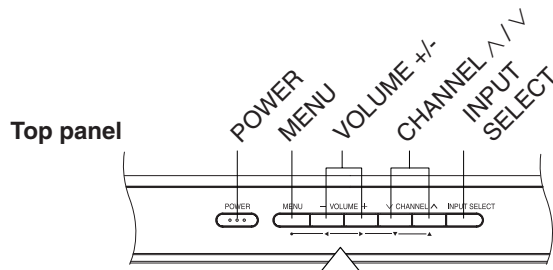 Top panel
POWER
MENU
VOLUME +/-
CHANNEL ∧ / ∨
INPUT
SELECT
POWER MENU − VOLUME + ∨ CHANNEL ∧ INPUT SELECT